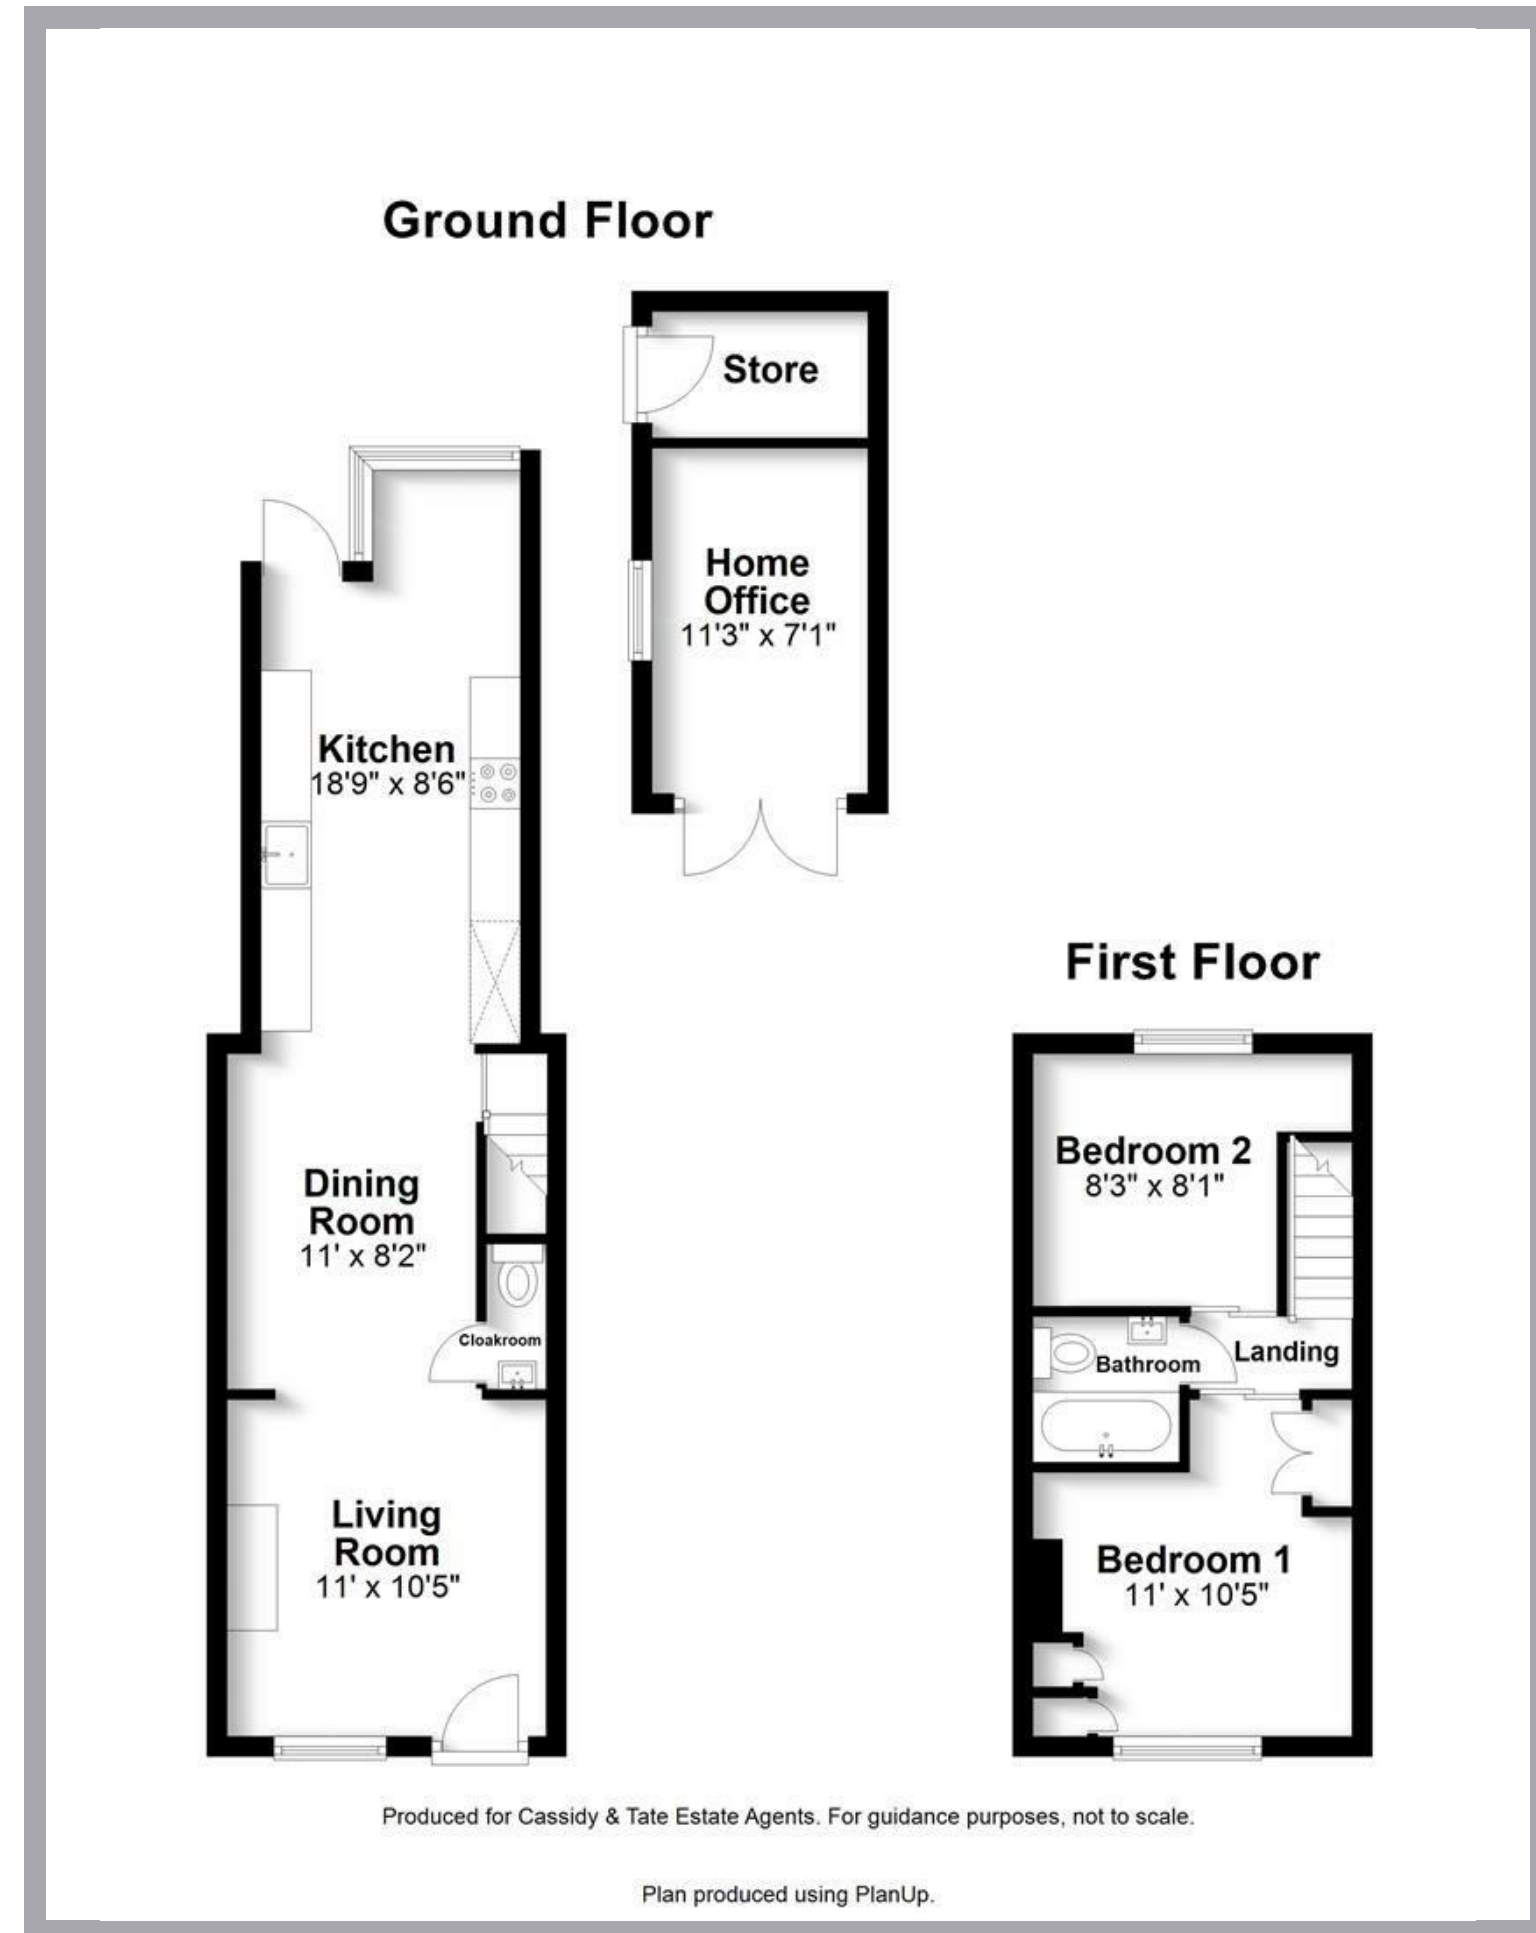 Ground Floor
Store
Home
Office
11'3" x 7'1"
Kitchen
18'9" x 8'6"
Dining
Room
11' x 8'2"
Cloakroom
Living
Room
11' x 10'5"
First Floor
Bedroom 2
8'3" x 8'1"
Bathroom
Landing
Bedroom 1
11' x 10'5"
Produced for Cassidy & Tate Estate Agents. For guidance purposes, not to scale.
Plan produced using PlanUp.